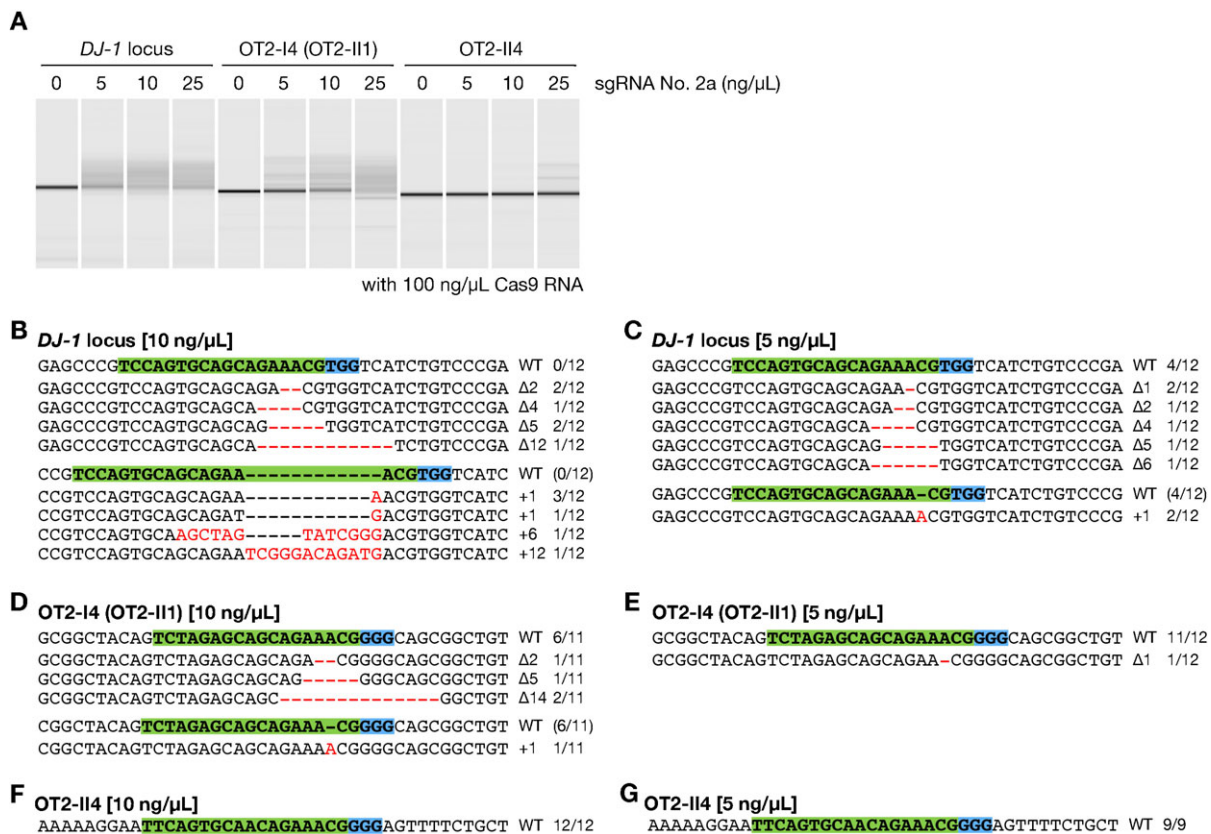 A
DJ-1 locus OT2-I4 (OT2-II1) OT2-II4
0 5 10 25 0 5 10 25 0 5 10 25 sgRNA No. 2a (ng/μL)
with 100 ng/μL Cas9 RNA
B DJ-1 locus [10 ng/μL]
GAGCCCGTCCAGTGCAGCAGAAACGTGGTCATCTGTCCCGA WT 0/12
GAGCCCGTCCAGTGCAGCAGA--CGTGGTCATCTGTCCCGA Δ2 2/12
GAGCCCGTCCAGTGCAGCA----CGTGGTCATCTGTCCCGA Δ4 1/12
GAGCCCGTCCAGTGCAGCAG-----TGGTCATCTGTCCCGA Δ5 2/12
GAGCCCGTCCAGTGCAGCA------------TCTGTCCCGA Δ12 1/12
CCGTCCAGTGCAGCAGAA------------ACGTGGTCATC WT (0/12)
CCGTCCAGTGCAGCAGAA-----------AACGTGGTCATC +1 3/12
CCGTCCAGTGCAGCAGAT-----------GACGTGGTCATC +1 1/12
CCGTCCAGTGCAAGCTAG-----TATCGGGACGTGGTCATC +6 1/12
CCGTCCAGTGCAGCAGAATCGGGACAGATGACGTGGTCATC +12 1/12
C DJ-1 locus [5 ng/μL]
GAGCCCGTCCAGTGCAGCAGAAACGTGGTCATCTGTCCCGA WT 4/12
GAGCCCGTCCAGTGCAGCAGAA-CGTGGTCATCTGTCCCGA Δ1 2/12
GAGCCCGTCCAGTGCAGCAGA--CGTGGTCATCTGTCCCGA Δ2 1/12
GAGCCCGTCCAGTGCAGCA----CGTGGTCATCTGTCCCGA Δ4 1/12
GAGCCCGTCCAGTGCAGCAG-----TGGTCATCTGTCCCGA Δ5 1/12
GAGCCCGTCCAGTGCAGCA------TGGTCATCTGTCCCGA Δ6 1/12
GAGCCCGTCCAGTGCAGCAGAAA-CGTGGTCATCTGTCCCG WT (4/12)
GAGCCCGTCCAGTGCAGCAGAAAACGTGGTCATCTGTCCCG +1 2/12
D OT2-I4 (OT2-II1) [10 ng/μL]
GCGGCTACAGTCTAGAGCAGCAGAAACGGGGCAGCGGCTGT WT 6/11
GCGGCTACAGTCTAGAGCAGCAGA--CGGGGCAGCGGCTGT Δ2 1/11
GCGGCTACAGTCTAGAGCAGCAG-----GGGCAGCGGCTGT Δ5 1/11
GCGGCTACAGTCTAGAGCAGC--------------GGCTGT Δ14 2/11
CGGCTACAGTCTAGAGCAGCAGAAA-CGGGGCAGCGGCTGT WT (6/11)
CGGCTACAGTCTAGAGCAGCAGAAAACGGGGCAGCGGCTGT +1 1/11
E OT2-I4 (OT2-II1) [5 ng/μL]
GCGGCTACAGTCTAGAGCAGCAGAAACGGGGCAGCGGCTGT WT 11/12
GCGGCTACAGTCTAGAGCAGCAGAA-CGGGGCAGCGGCTGT Δ1 1/12
F OT2-II4 [10 ng/μL]
AAAAAGGAATTCAGTGCAACAGAAACGGGGAGTTTTCTGCT WT 12/12
G OT2-II4 [5 ng/μL]
AAAAAGGAATTCAGTGCAACAGAAACGGGGAGTTTTCTGCT WT 9/9